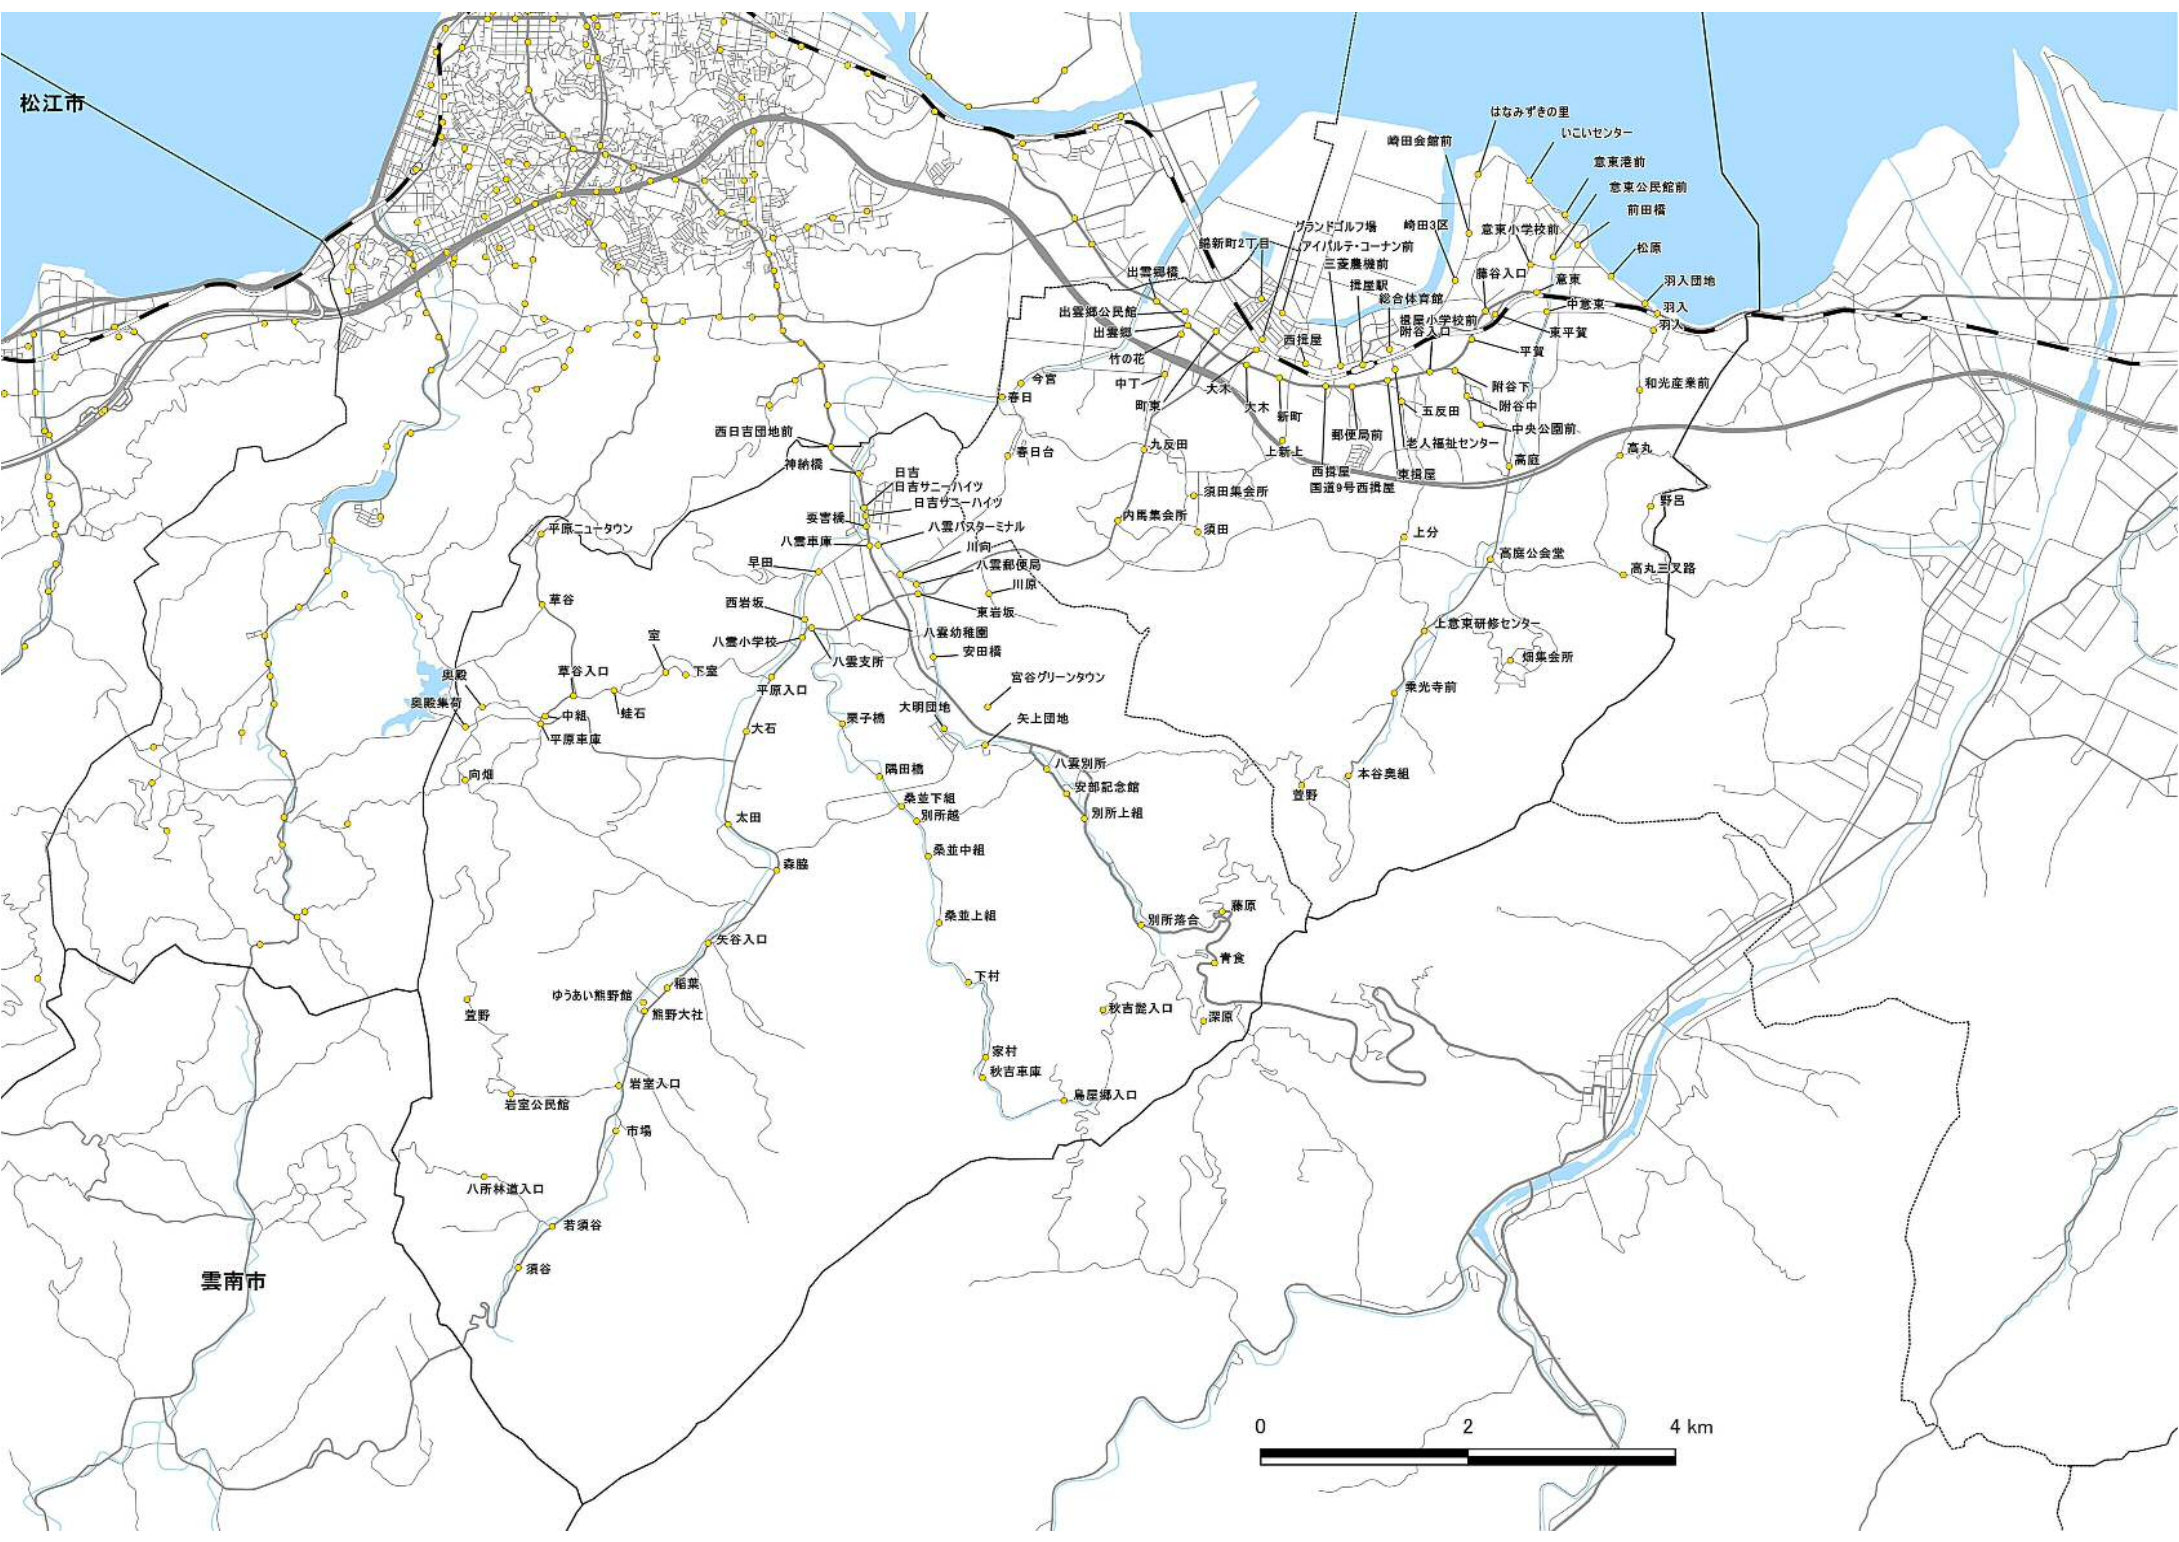 松江市
はなみずきの里
いこいセンター
崎田会館前
意東港前
意東公民館前
前田橋
グランドゴルフ場
崎田3区
意東小学校前
錦新町2丁目
アイパルテ・コーナン前
松原
三菱農機前
出雲郷橋
藤谷入口
意東
羽入団地
揖屋駅
総合体育館
中意東
羽入
出雲郷公民館
揖屋小学校前
羽入
出雲郷
附谷入口
東平賀
西揖屋
平賀
竹の花
今宮
中丁
大木
附谷下
和光産業前
春日
町東
大木
新町
五反田
附谷中
西日吉団地前
郵便局前
老人福祉センター
中央公園前
春日台
九反田
上新上
高丸
神納橋
日吉
西揖屋
東揖屋
高庭
日吉サニーハイツ
国道9号西揖屋
日吉サニーハイツ
須田集会所
野呂
要害橋
内馬集会所
平原ニュータウン
八雲バスターミナル
須田
上分
八雲車庫
川向
高庭公会堂
早田
八雲郵便局
高丸三叉路
川原
草谷
西岩坂
東岩坂
上意東研修センター
室
八雲小学校
八雲幼稚園
安田橋
畑集会所
八雲支所
奥殿
草谷入口
下室
宮谷グリーンタウン
平原入口
乗光寺前
奥殿集荷
中組
蛙石
大明団地
栗子橋
矢上団地
平原車庫
大石
八雲別所
隅田橋
向畑
本谷奥組
安部記念館
萱野
桑並下組
太田
別所越
別所上組
桑並中組
森脇
藤原
桑並上組
別所落合
矢谷入口
青食
下村
稲葉
ゆうあい熊野館
萱野
熊野大社
秋吉毘入口
深原
家村
秋吉車庫
岩室入口
岩室公民館
鳥屋郷入口
市場
八所林道入口
若須谷
須谷
雲南市
0 2 4 km